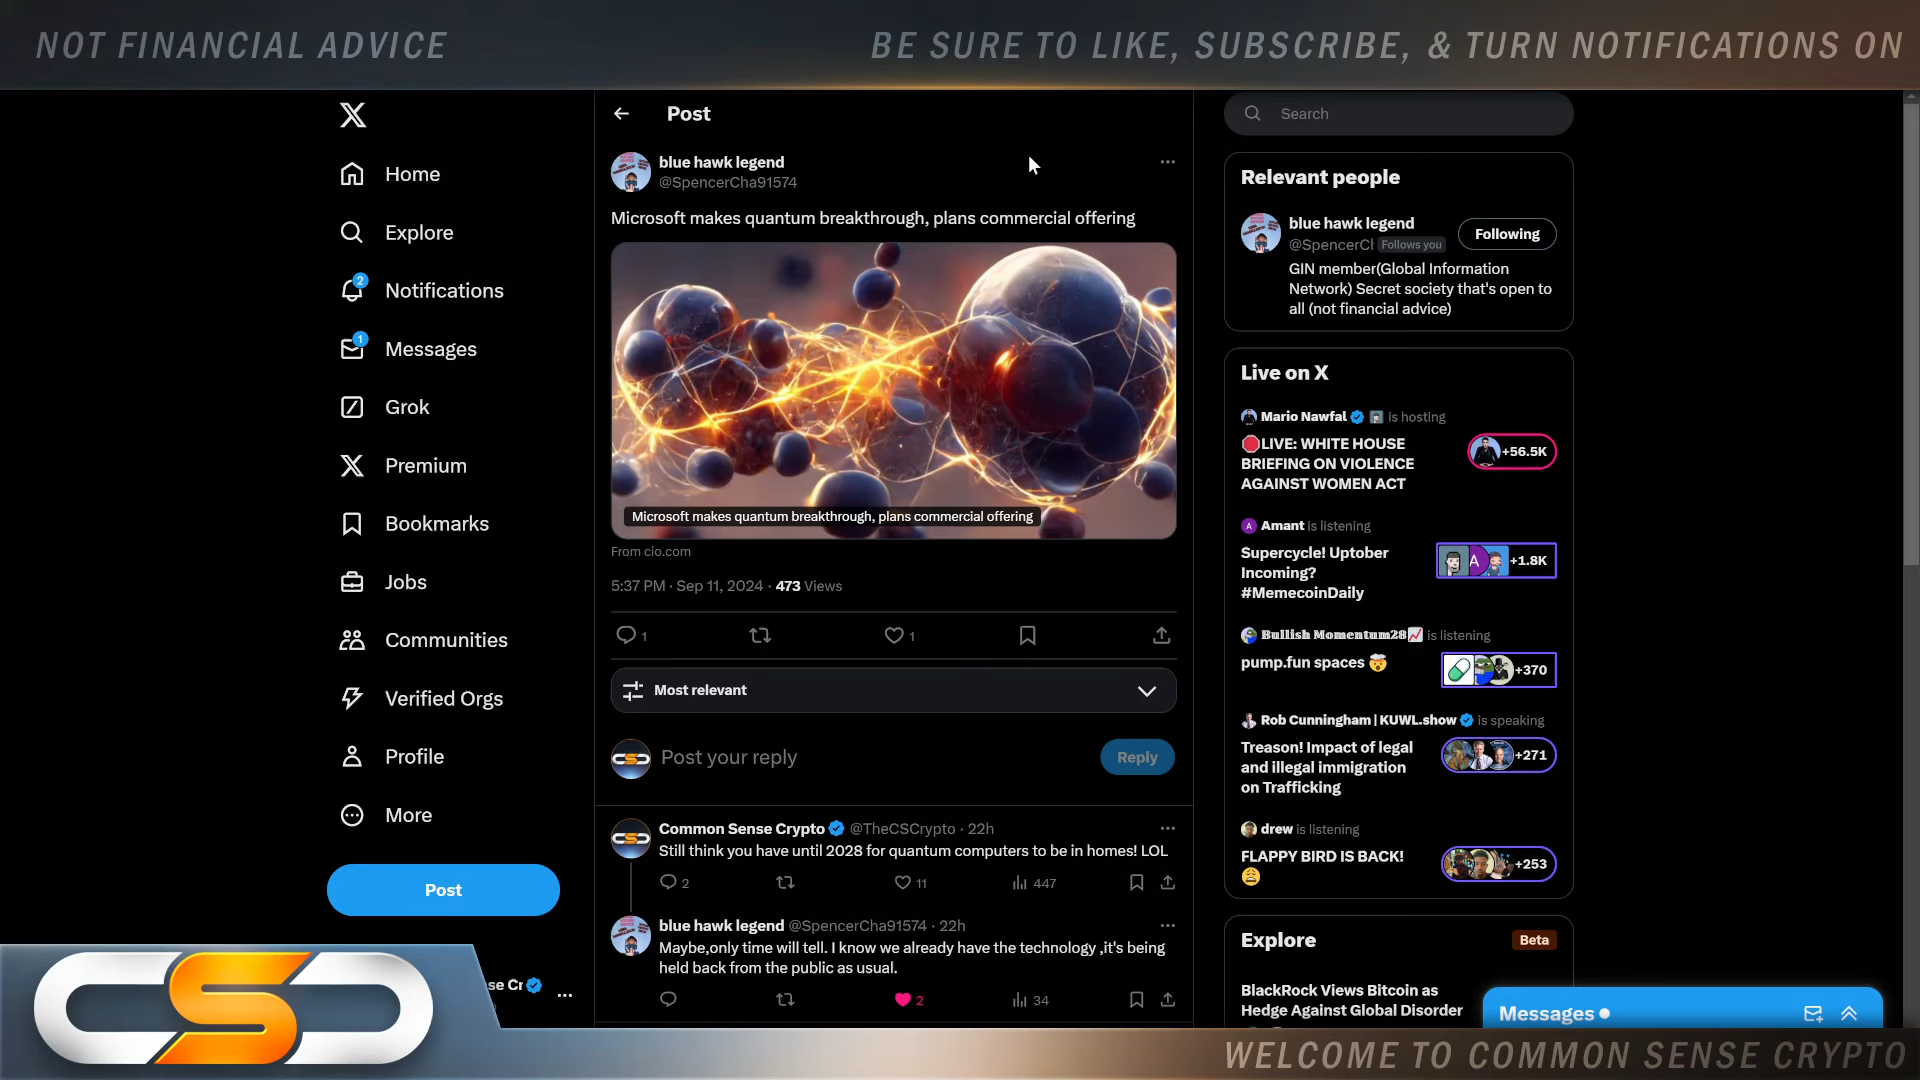 NOT FINANCIAL ADVICE
BE SURE TO LIKE, SUBSCRIBE, & TURN NOTIFICATIONS ON
Home
Explore
2
Notifications
1
Messages
Grok
Premium
Bookmarks
Jobs
Communities
Verified Orgs
Profile
More
Post
se Cr
CSC
Post
blue hawk legend
@SpencerCha91574
Microsoft makes quantum breakthrough, plans commercial offering
Microsoft makes quantum breakthrough, plans commercial offering
From cio.com
5:37 PM · Sep 11, 2024 · 473 Views
1
1
Most relevant
Post your reply
Reply
Common Sense Crypto @TheCSCrypto · 22h
Still think you have until 2028 for quantum computers to be in homes! LOL
2
11
447
blue hawk legend @SpencerCha91574 · 22h
Maybe,only time will tell. I know we already have the technology ,it's being
held back from the public as usual.
2
34
Search
Relevant people
blue hawk legend
@SpencerCl Follows you
Following
GIN member(Global Information
Network) Secret society that's open to
all (not financial advice)
Live on X
Mario Nawfal is hosting
LIVE: WHITE HOUSE
BRIEFING ON VIOLENCE
AGAINST WOMEN ACT
+56.5K
Amant is listening
Supercycle! Uptober
Incoming?
#MemecoinDaily
+1.8K
Bullish Momentum28 is listening
pump.fun spaces
+370
Rob Cunningham | KUWL.show is speaking
Treason! Impact of legal
and illegal immigration
on Trafficking
+271
drew is listening
FLAPPY BIRD IS BACK!
+253
Explore
Beta
BlackRock Views Bitcoin as
Hedge Against Global Disorder
Messages
WELCOME TO COMMON SENSE CRYPTO